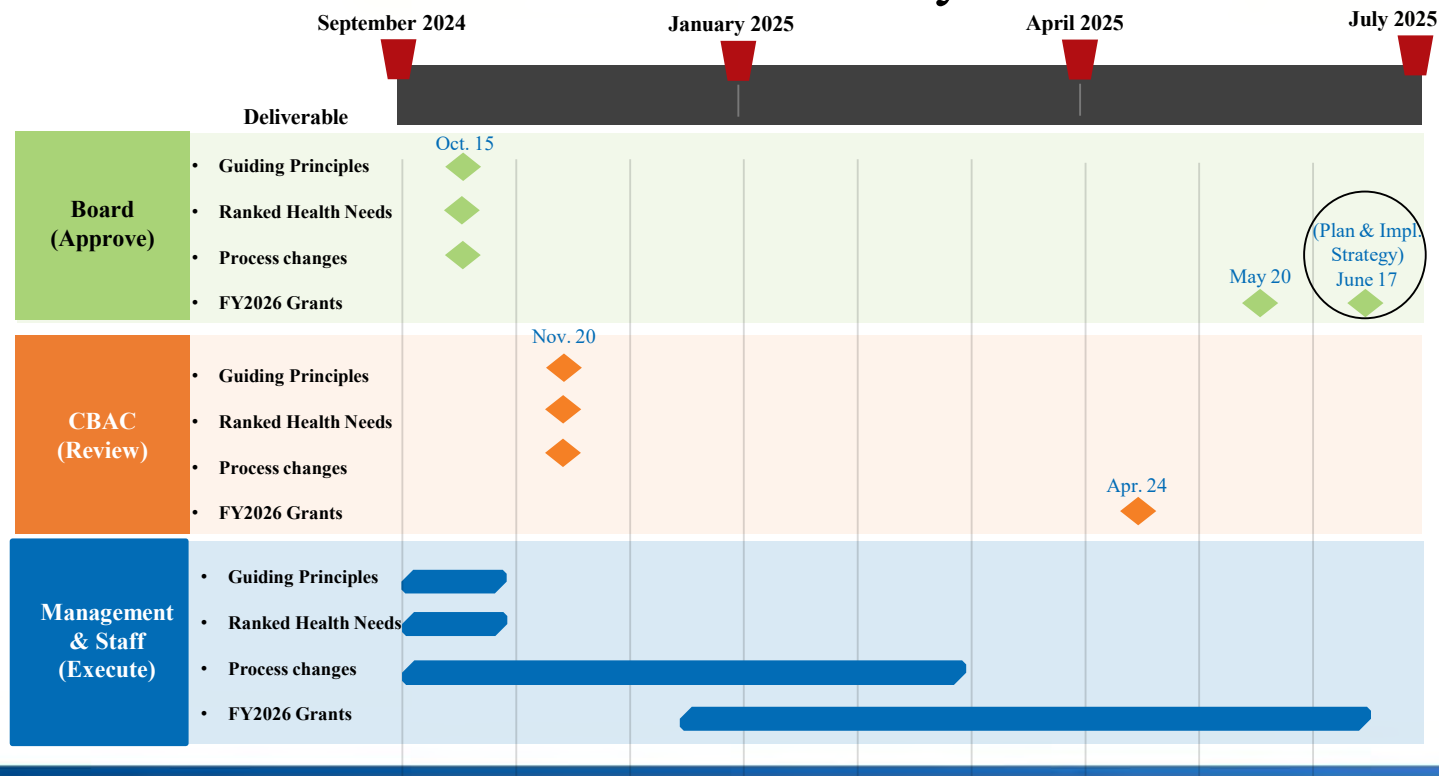 September 2024
January 2025
April 2025
July 2025
Deliverable
Board
(Approve)
• Guiding Principles
• Ranked Health Needs
• Process changes
• FY2026 Grants
Oct. 15
May 20
(Plan & Impl.
Strategy)
June 17
CBAC
(Review)
• Guiding Principles
• Ranked Health Needs
• Process changes
• FY2026 Grants
Nov. 20
Apr. 24
Management
& Staff
(Execute)
• Guiding Principles
• Ranked Health Needs
• Process changes
• FY2026 Grants